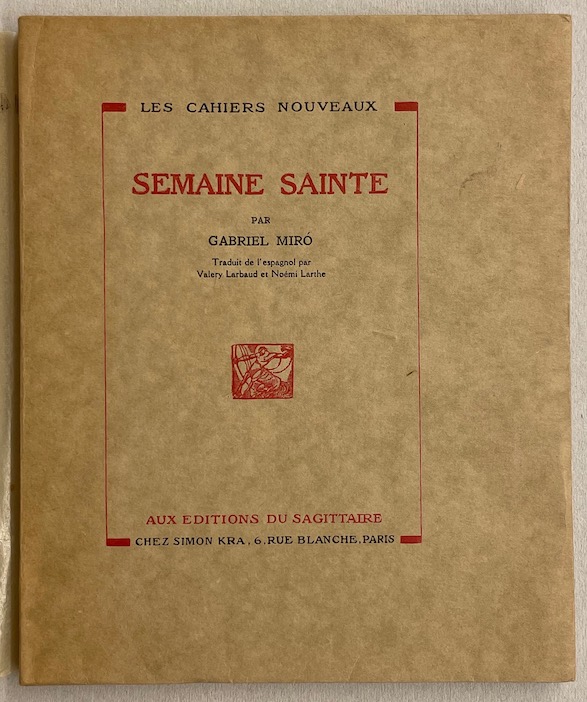 LES CAHIERS NOUVEAUX
SEMAINE SAINTE
PAR
GABRIEL MIRÓ
Traduit de l'espagnol par
Valery Larbaud et Noémi Larthe
AUX EDITIONS DU SAGITTAIRE
CHEZ SIMON KRA, 6, RUE BLANCHE, PARIS